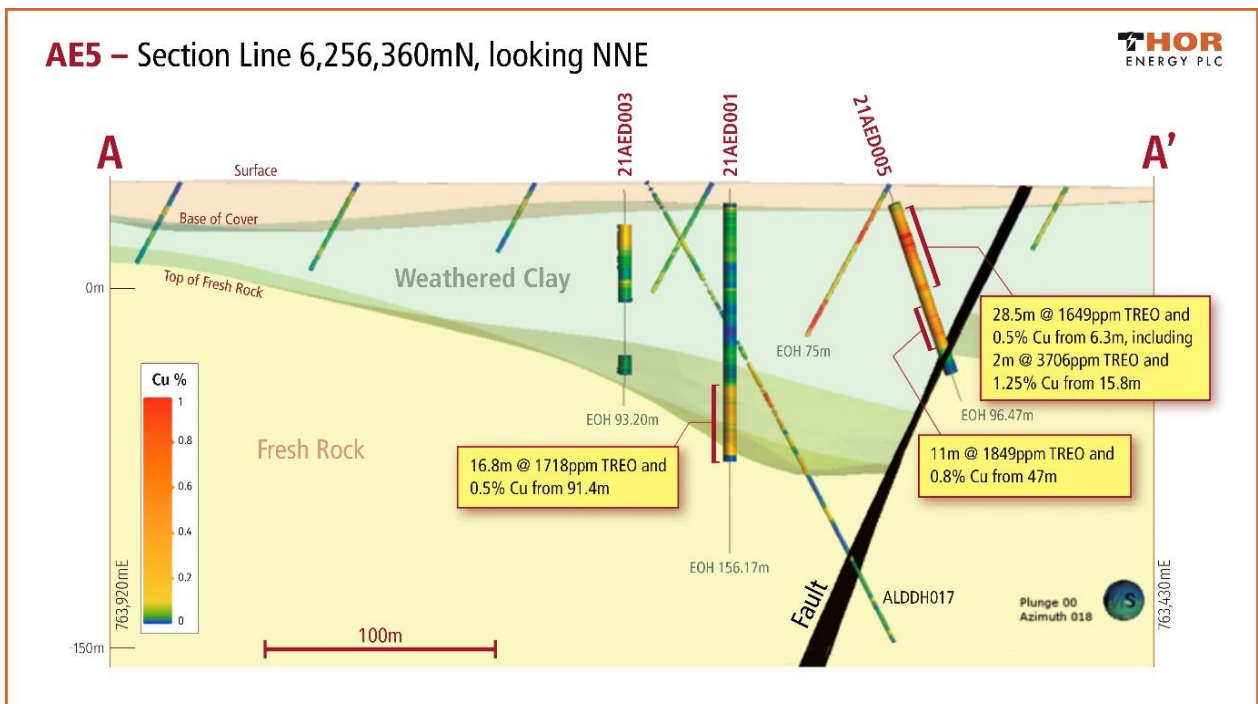 AE5 – Section Line 6,256,360mN, looking NNE
THOR
ENERGY PLC
A
A'
21AED003
21AED001
21AED005
Surface
Base of Cover
Weathered Clay
Top of Fresh Rock
0m
EOH 75m
28.5m @ 1649ppm TREO and
0.5% Cu from 6.3m, including
2m @ 3706ppm TREO and
1.25% Cu from 15.8m
Cu %
1
0.8
0.6
0.4
0.2
0
EOH 93.20m
EOH 96.47m
Fresh Rock
16.8m @ 1718ppm TREO and
0.5% Cu from 91.4m
11m @ 1849ppm TREO and
0.8% Cu from 47m
EOH 156.17m
763,920mE
Fault
ALDDH017
Plunge 00
Azimuth 018
S
763,430mE
100m
-150m